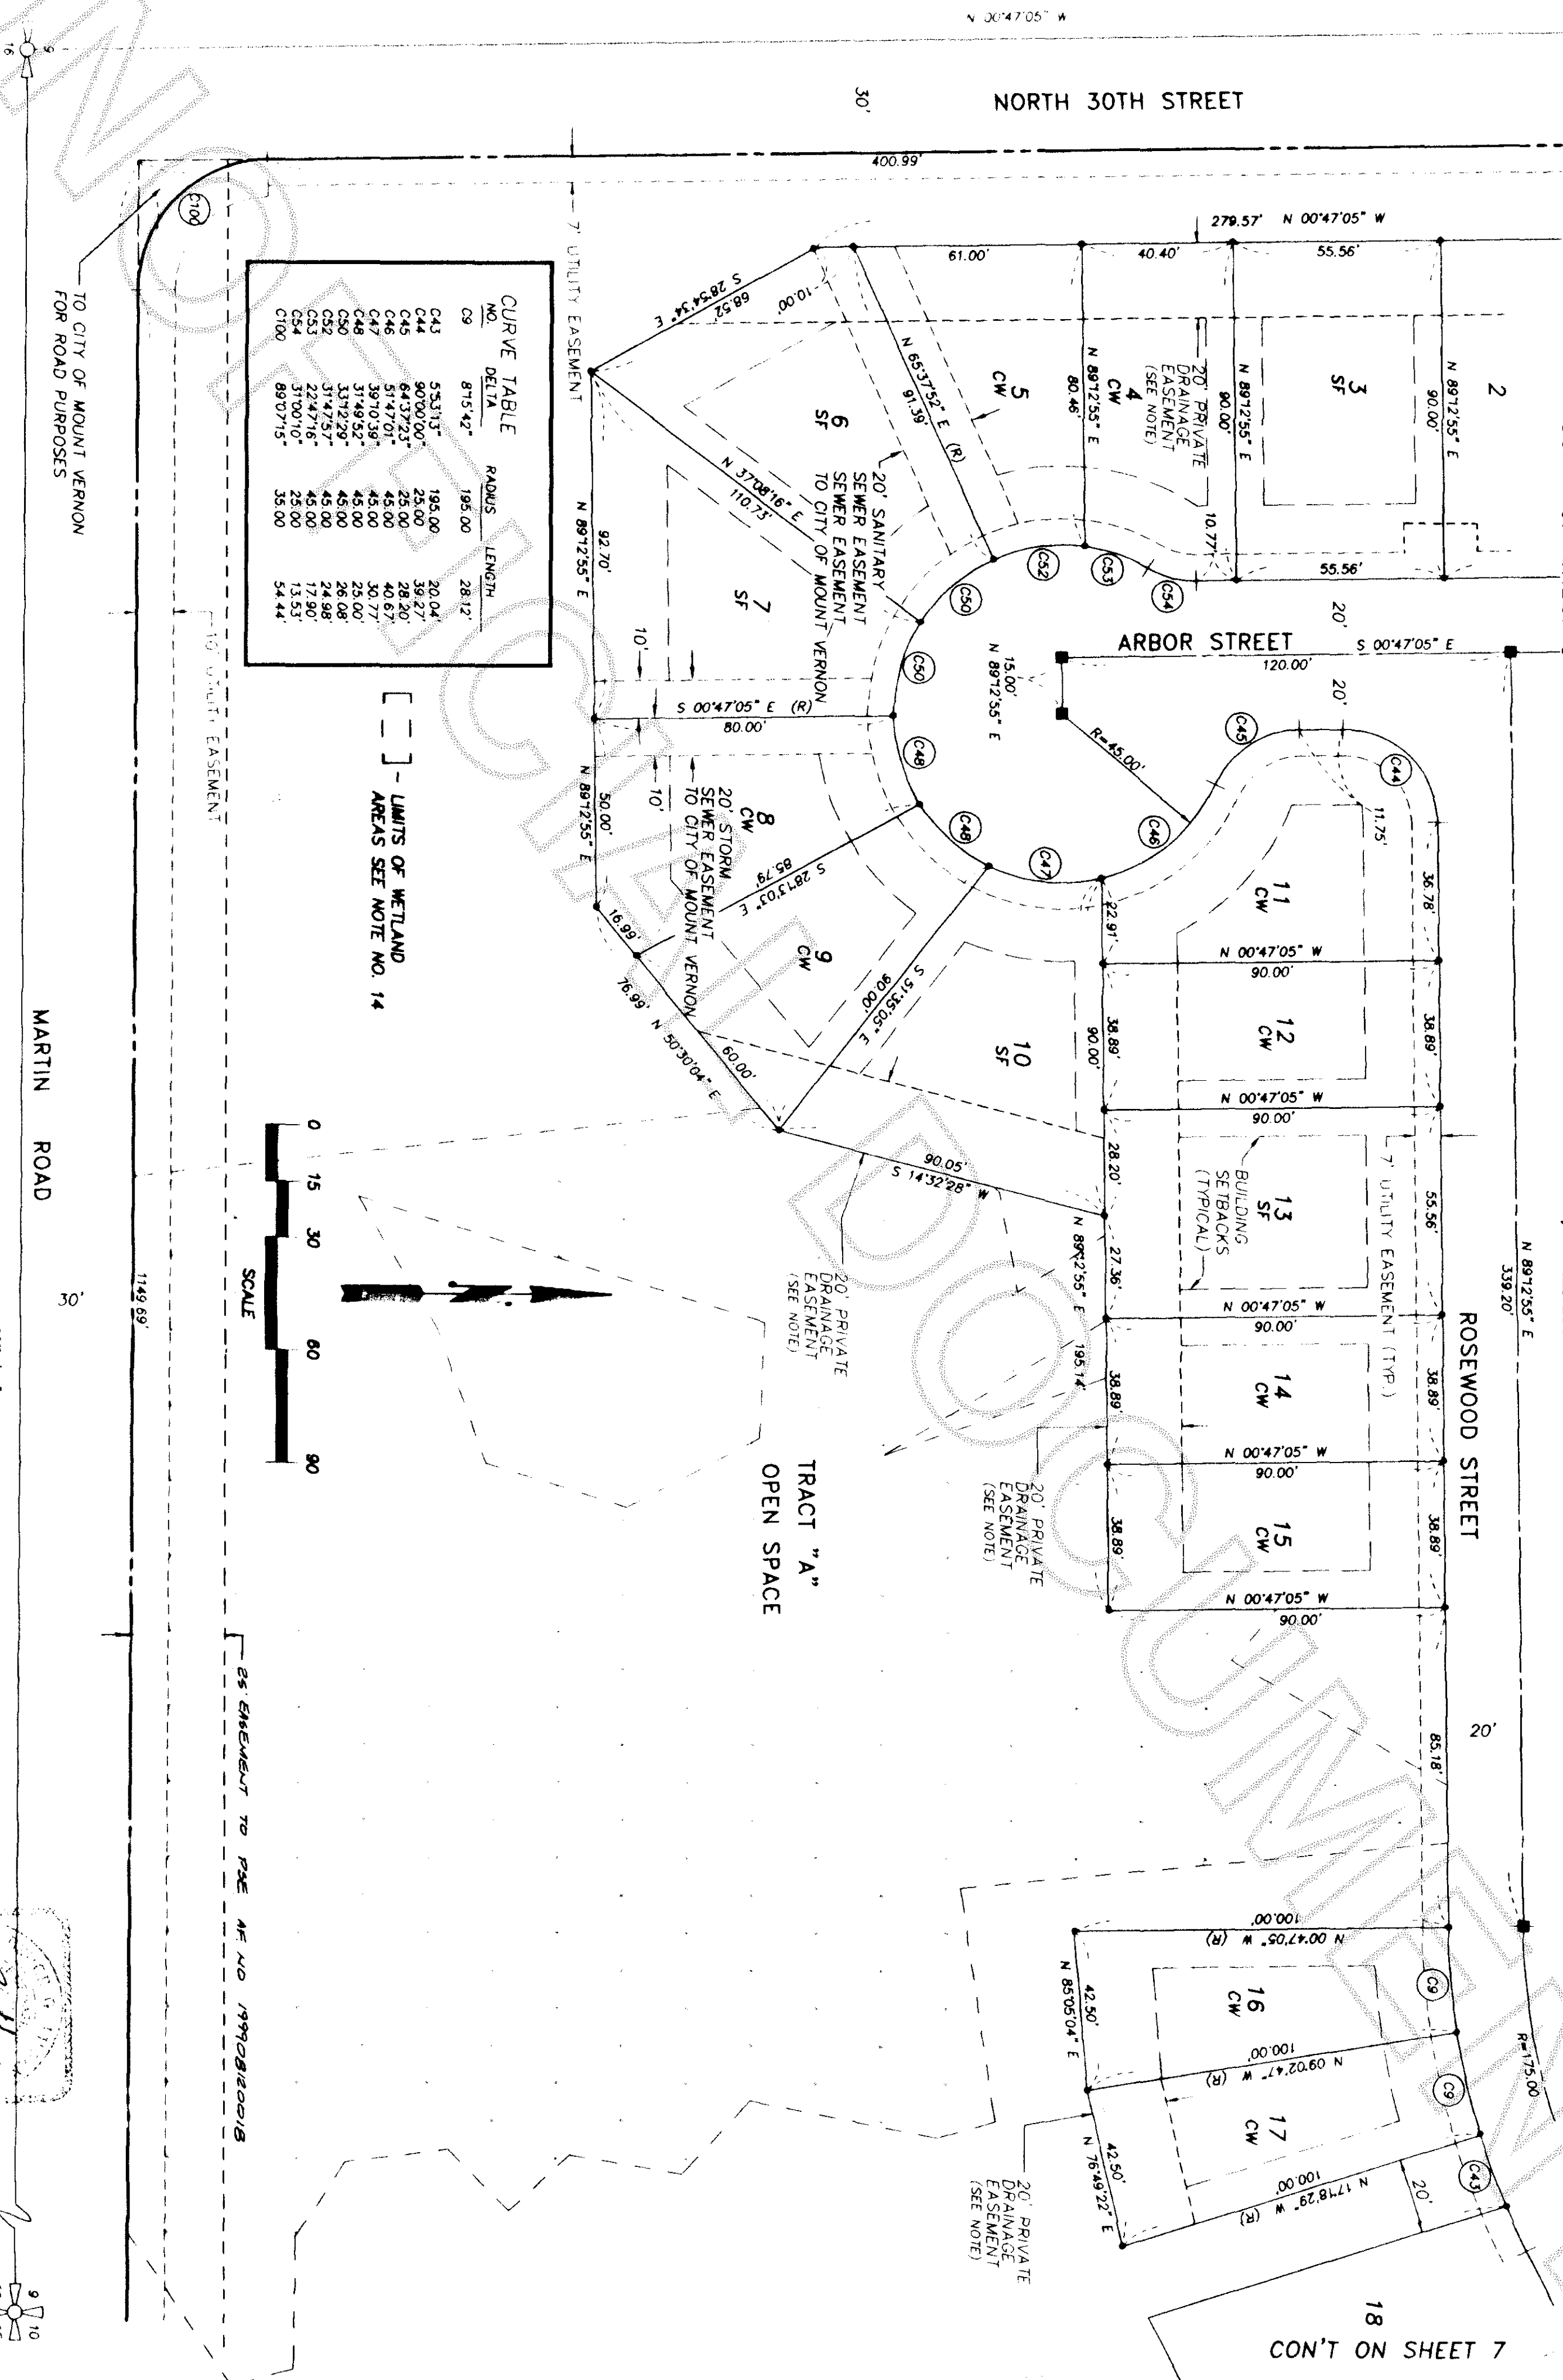 N 00°47'05" W
NORTH 30TH STREET
30'
400.99'
C100
TO CITY OF MOUNT VERNON
FOR ROAD PURPOSES
7' UTILITY EASEMENT
279.57' N 00°47'05" W
61.00'
40.40'
55.56'
S 28°54'34" E
68.52'
10.00'
N 65°37'52" E (R)
91.39'
5
CW
N 89°12'55" E
80.46'
4
CW
20' PRIVATE
DRAINAGE
EASEMENT
(SEE NOTE)
N 89°12'55" E
90.00'
3
SF
N 89°12'55" E
90.00'
2
6
SF
20' SANITARY
SEWER EASEMENT
SEWER EASEMENT
TO CITY OF MOUNT VERNON
N 37°08'16" E
110.73'
7
SF
92.70'
N 89°12'55" E
10'
10.77'
55.56'
C52
C53
C54
C50
C50
C48
C48
C47
C46
C45
C44
CURVE TABLE
NO. DELTA RADIUS LENGTH
C9 8°15'42" 195.00 28.12'
C43 5°53'13" 195.00 20.04'
C44 90°00'00" 25.00 39.27'
C45 64°37'23" 25.00 28.20'
C46 51°47'01" 45.00 40.67'
C47 39°10'39" 45.00 30.77'
C48 31°49'52" 45.00 25.00'
C50 33°12'29" 45.00 26.08'
C52 31°47'57" 45.00 24.98'
C53 22°47'16" 45.00 17.90'
C54 31°00'10" 25.00 13.53'
C100 89°07'15" 35.00 54.44'
10' UTILITY EASEMENT
[ ] - LIMITS OF WETLAND
AREAS SEE NOTE NO. 14
ARBOR STREET
S 00°47'05" E
120.00'
20'
20'
15.00'
N 89°12'55" E
R=45.00'
S 00°47'05" E (R)
80.00'
10'
50.00'
N 89°12'55" E
8
CW
20' STORM
SEWER EASEMENT
TO CITY OF MOUNT VERNON
S 28°13'03" E
85.79'
16.99'
76.99' N 50°30'04" E
60.00'
9
CW
S 51°35'05" E
90.00'
10
SF
90.05'
S 14°32'28" W
20' PRIVATE
DRAINAGE
EASEMENT
(SEE NOTE)
11.75'
11
CW
36.78'
22.91'
N 00°47'05" W
90.00'
12
CW
38.89'
38.89'
90.00'
N 00°47'05" W
90.00'
28.20'
13
SF
BUILDING
SETBACKS
(TYPICAL)
7' UTILITY EASEMENT (TYP.)
55.56'
27.36'
N 89°12'55" E 195.14'
N 00°47'05" W
90.00'
14
CW
38.89'
38.89'
N 00°47'05" W
90.00'
15
CW
38.89'
38.89'
N 00°47'05" W
90.00'
20' PRIVATE
DRAINAGE
EASEMENT
(SEE NOTE)
N 89°12'55" E
339.20'
ROSEWOOD STREET
20'
85.18'
TRACT "A"
OPEN SPACE
0 15 30 60 90
SCALE
MARTIN ROAD
30'
1149.69'
25' EASEMENT TO PSE AF NO 199908120018
100.00'
N 00°47'05" W (R)
42.50'
N 85°05'04" E
16
CW
C9
100.00'
N 09°02'47" W (R)
C9
R=175.00
17
CW
42.50'
N 76°49'22" E
100.00'
N 17°18'29" W (R)
C43
20'
20' PRIVATE
DRAINAGE
EASEMENT
(SEE NOTE)
18
CON'T ON SHEET 7
9
16
9
10
UNOFFICIAL DOCUMENT